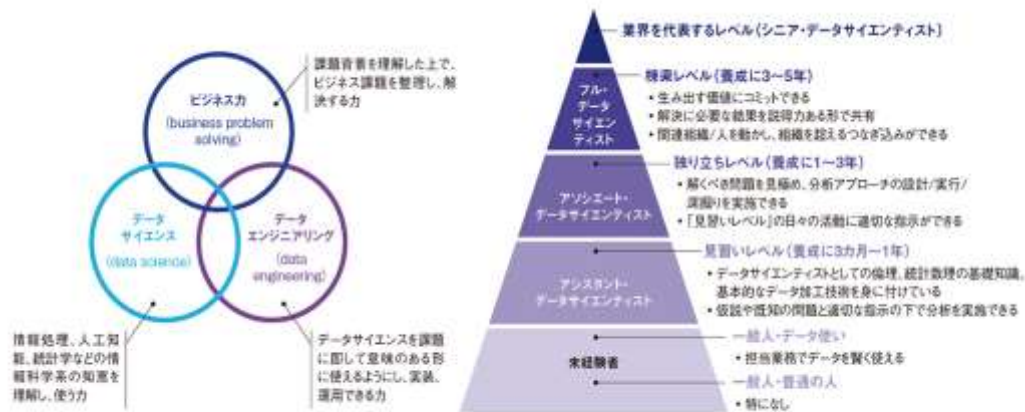 課題背景を理解した上で、
ビジネス課題を整理し、解
決する力
ビジネス力
(business problem
solving)
データ
サイエンス
(data science)
データ
エンジニアリング
(data
engineering)
情報処理、人工知
能、統計学などの情
報科学系の知恵を
理解し、使う力
データサイエンスを課題
に即して意味のある形
に使えるようにし、実装、
運用できる力
業界を代表するレベル(シニア・データサイエンティスト)
フル・
データ
サイエン
ティスト
棟梁レベル(養成に3〜5年)
・生み出す価値にコミットできる
・解決に必要な結果を説得力ある形で共有
・関連組織/人を動かし、組織を超えるつなぎ込みができる
アソシエート・
データサイエンティスト
独り立ちレベル(養成に1〜3年)
・解くべき問題を見極め、分析アプローチの設計/実行/
深掘りを実施できる
・「見習いレベル」の日々の活動に適切な指示ができる
アシスタント・
データサイエンティスト
見習いレベル(養成に3カ月〜1年)
・データサイエンティストとしての倫理、統計数理の基礎知識、
基本的なデータ加工技術を身に付けている
・仮説や既知の問題と適切な指示の下で分析を実施できる
未経験者
一般人・データ使い
・担当業務でデータを賢く使える
一般人・普通の人
・特になし